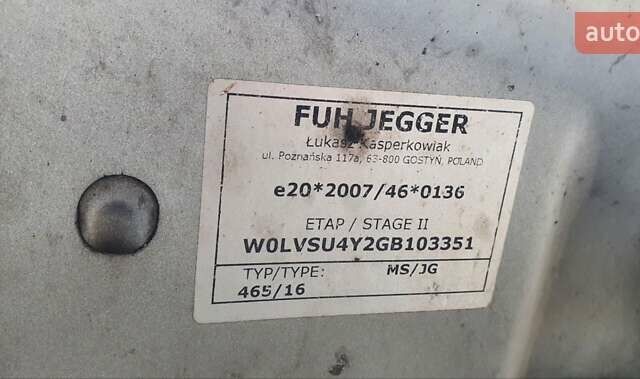 auto
FUH JEGGER
Łukasz Kasperkowiak
ul. Poznańska 117a, 63-800 GOSTYŃ, POLAND
e20*2007/46*0136
ETAP / STAGE II
W0LVSU4Y2GB103351
TYP/TYPE: MS/JG
465/16